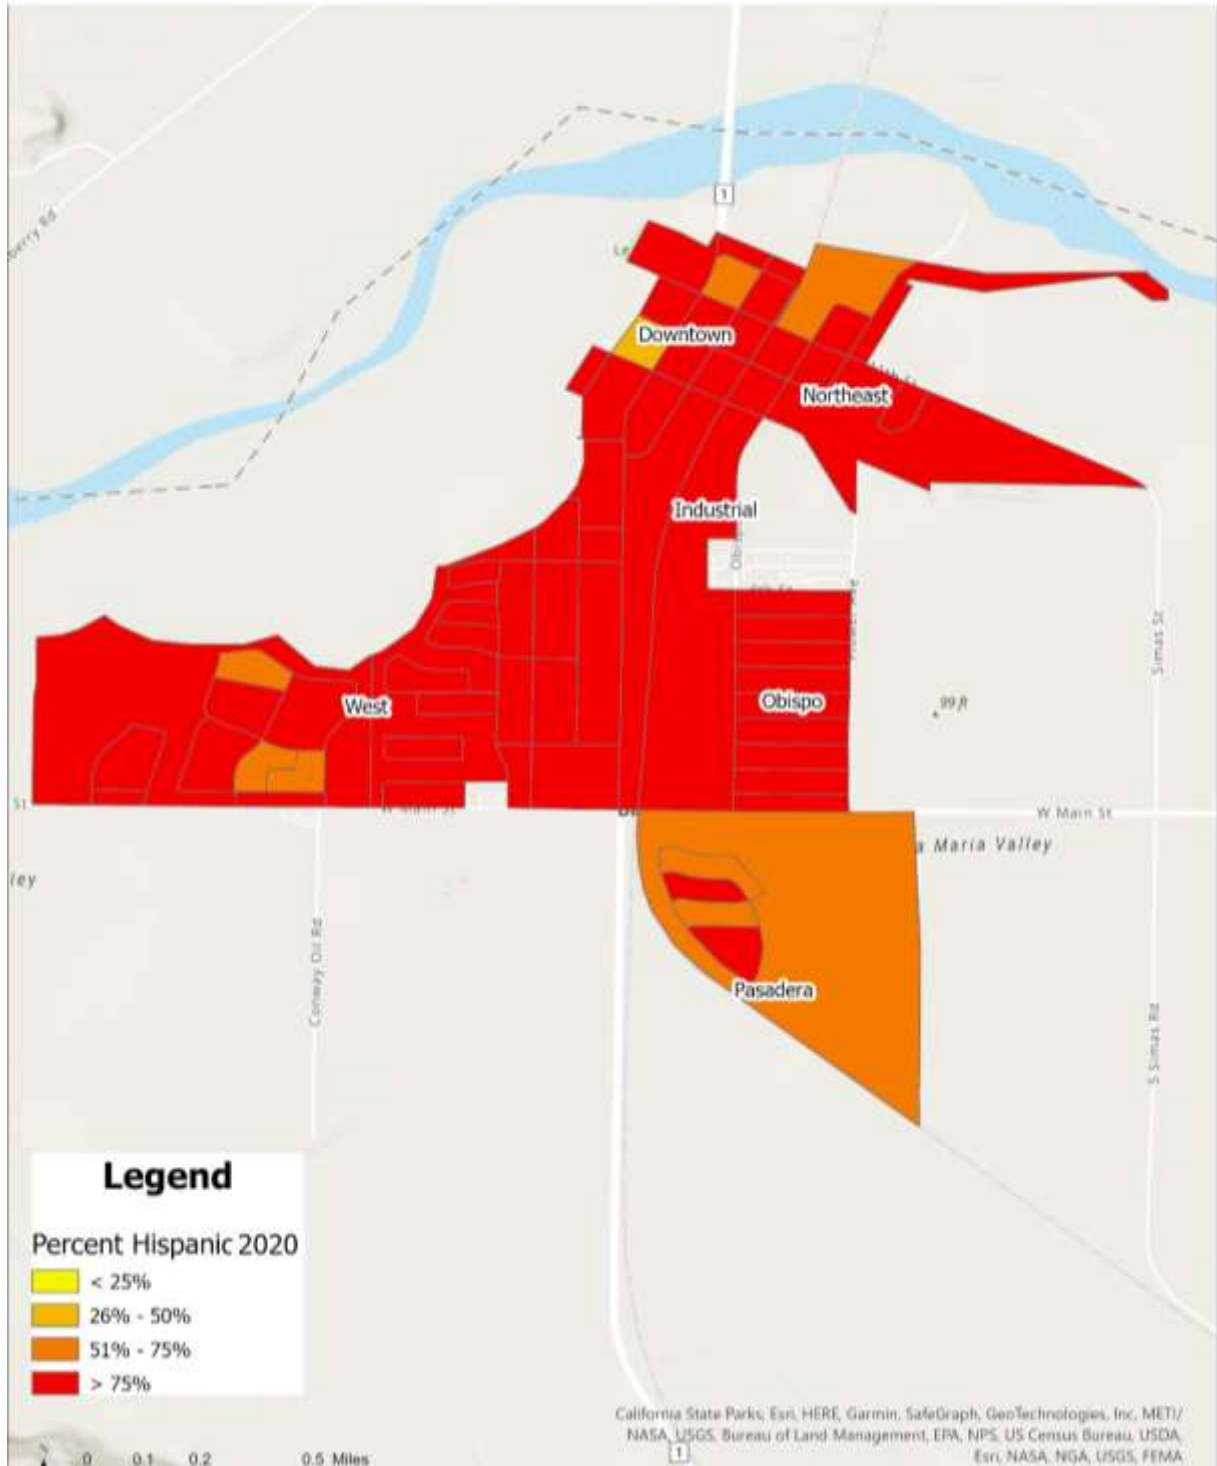 1
Downtown
Northeast
Industrial
Simas St
Obispo
99 ft
West
St
W Main St
W Main St
a Maria Valley
ley
Conway Oil Rd
Pasadera
S Simas Rd
Legend
Percent Hispanic 2020
< 25%
26% - 50%
51% - 75%
> 75%
California State Parks, Esri, HERE, Garmin, SafeGraph, GeoTechnologies, Inc, METI/
NASA, USGS, Bureau of Land Management, EPA, NPS, US Census Bureau, USDA,
Esri, NASA, NGA, USGS, FEMA
1
0 0.1 0.2 0.5 Miles